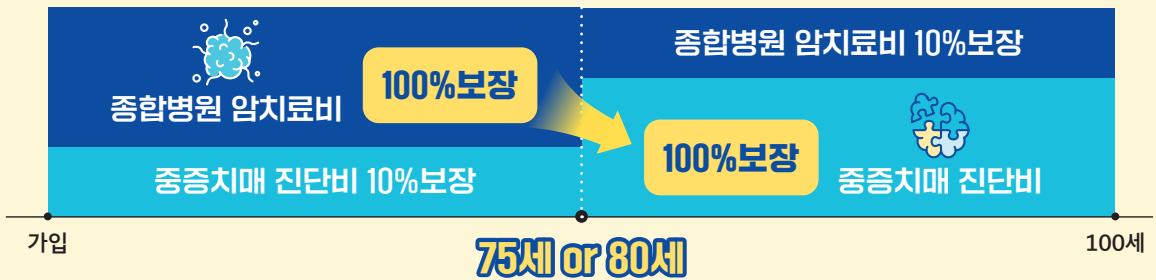 종합병원 암치료비
100%보장
중증치매 진단비 10%보장
종합병원 암치료비 10%보장
100%보장
중증치매 진단비
가입
75세 or 80세
100세